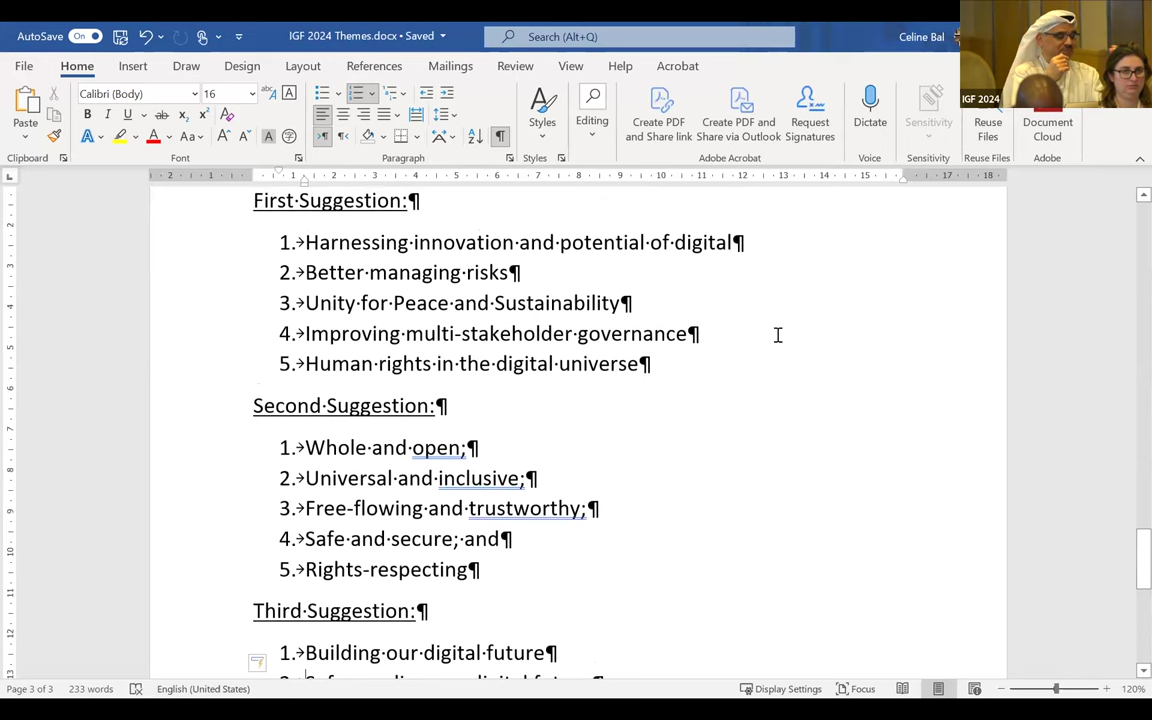 AutoSave On IGF 2024 Themes.docx • Saved Search (Alt+Q) Celine Bal
File Home Insert Draw Design Layout References Mailings Review View Help Acrobat
Calibri (Body) 16
Paste Styles Editing Create PDF and Share link Create PDF and Share via Outlook Request Signatures Dictate Sensitivity Reuse Files Document Cloud
Clipboard Font Paragraph Styles Adobe Acrobat Voice Sensitivity Reuse Files Adobe
IGF 2024
First Suggestion:
1. Harnessing innovation and potential of digital
2. Better managing risks
3. Unity for Peace and Sustainability
4. Improving multi-stakeholder governance
5. Human rights in the digital universe
Second Suggestion:
1. Whole and open;
2. Universal and inclusive;
3. Free-flowing and trustworthy;
4. Safe and secure; and
5. Rights-respecting
Third Suggestion:
1. Building our digital future
Page 3 of 3 233 words English (United States) Display Settings Focus 120%